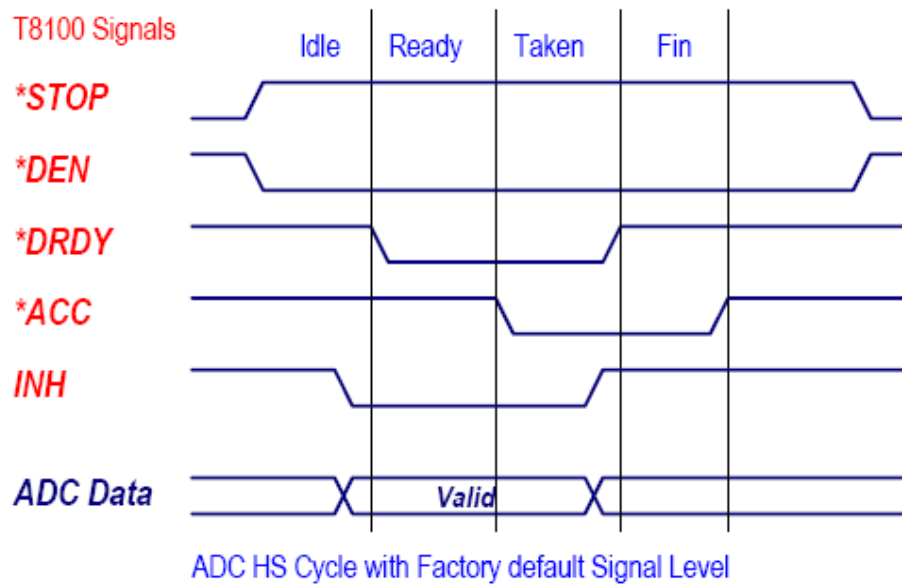 T8100 Signals
Idle Ready Taken Fin
*STOP
*DEN
*DRDY
*ACC
INH
ADC Data Valid
ADC HS Cycle with Factory default Signal Level